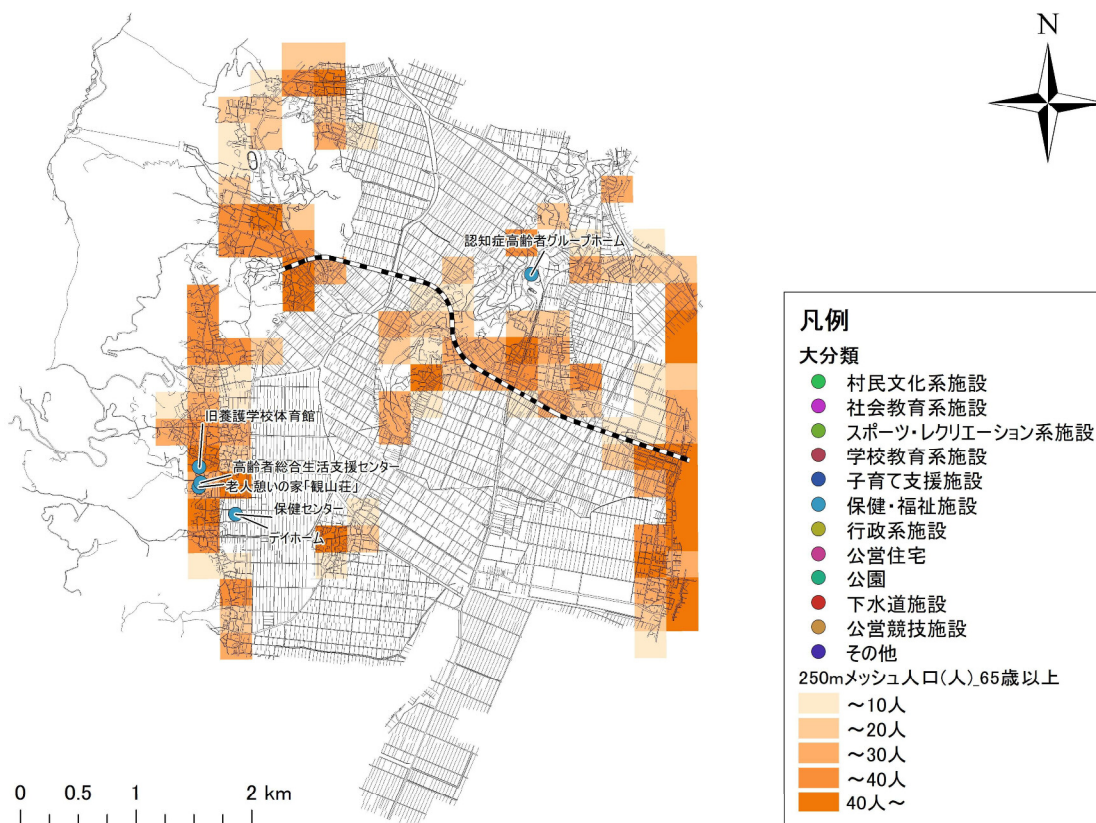 N
認知症高齢者グループホーム
旧養護学校体育館
高齢者総合生活支援センター
老人憩いの家「観山荘」
保健センター
デイホーム
0 0.5 1 2 km
凡例
大分類
村民文化系施設
社会教育系施設
スポーツ・レクリエーション系施設
学校教育系施設
子育て支援施設
保健・福祉施設
行政系施設
公営住宅
公園
下水道施設
公営競技施設
その他
250mメッシュ人口(人)_65歳以上
～10人
～20人
～30人
～40人
40人～